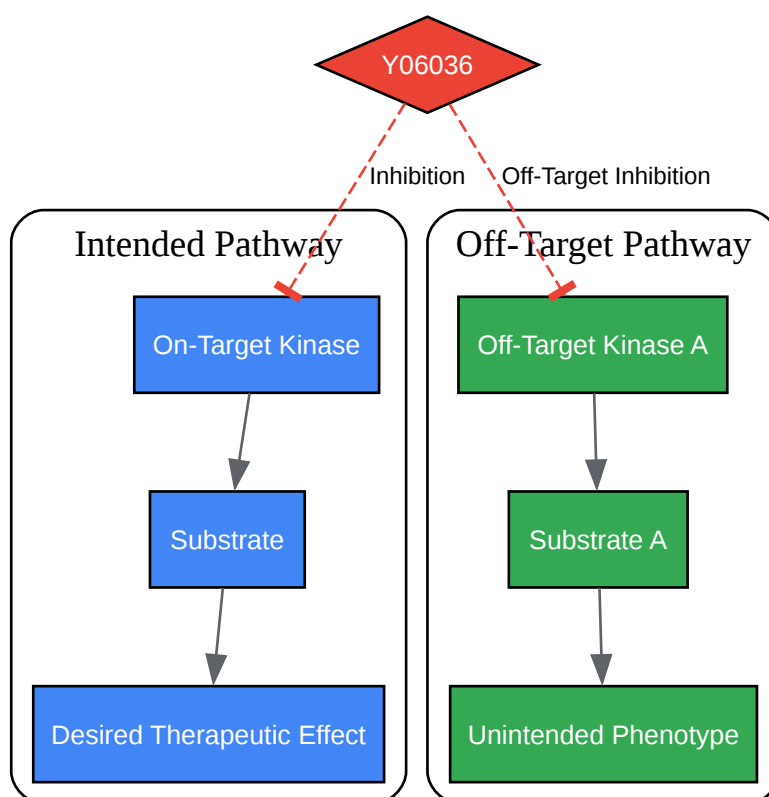 Y06036
Inhibition
Off-Target Inhibition
Intended Pathway
Off-Target Pathway
On-Target Kinase
Off-Target Kinase A
Substrate
Substrate A
Desired Therapeutic Effect
Unintended Phenotype